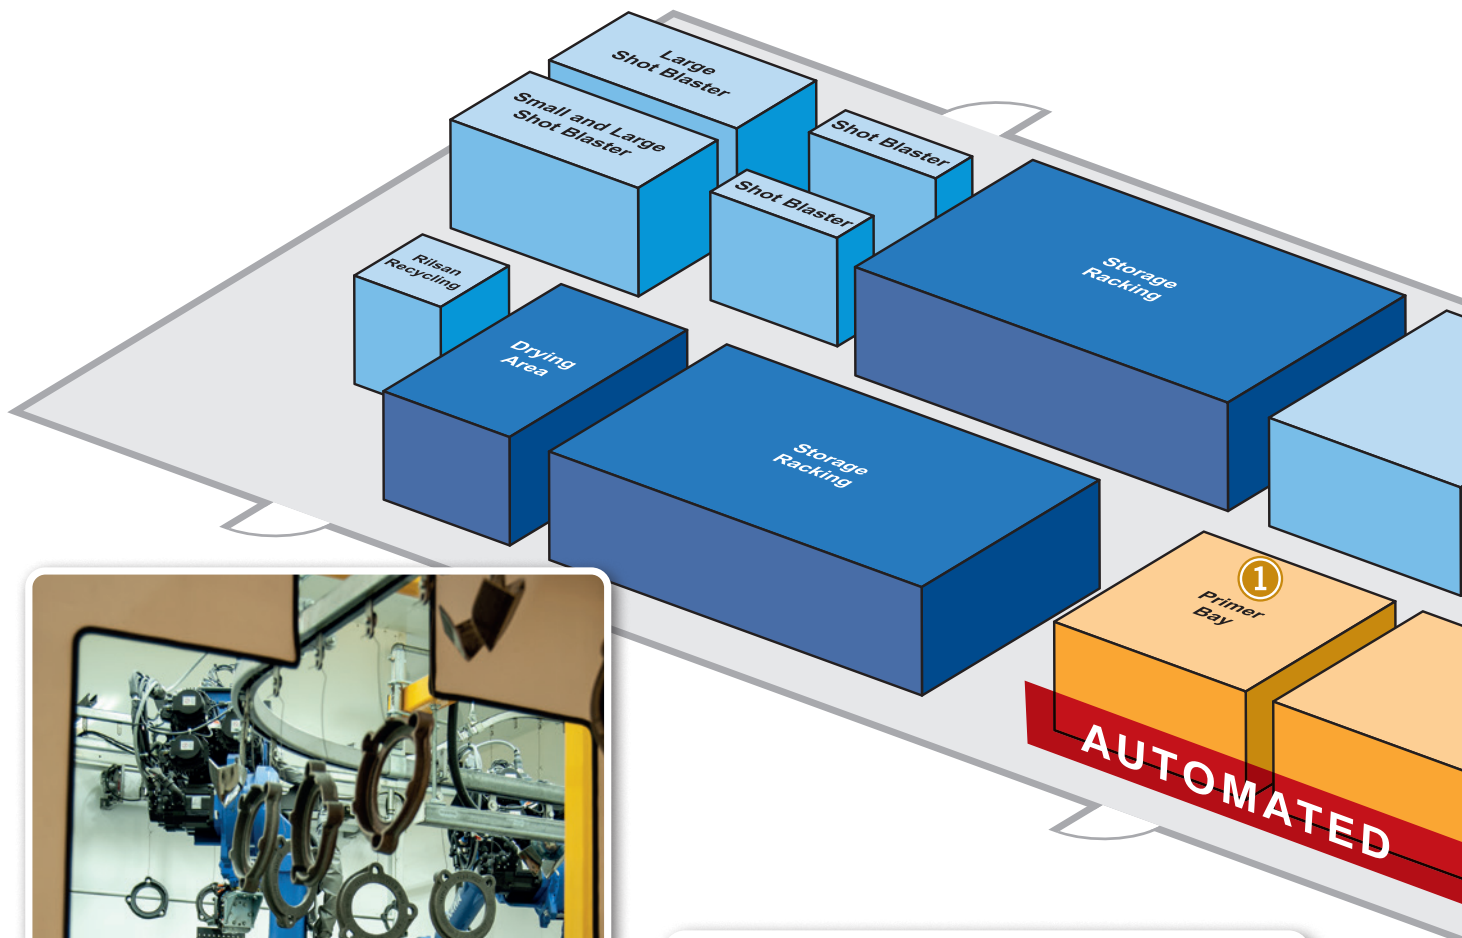 Large
Shot Blaster
Small and Large
Shot Blaster
Shot Blaster
Shot Blaster
Rilsan
Recycling
Storage
Racking
Drying
Area
Storage
Racking
1
Primer
Bay
AUTOMATED